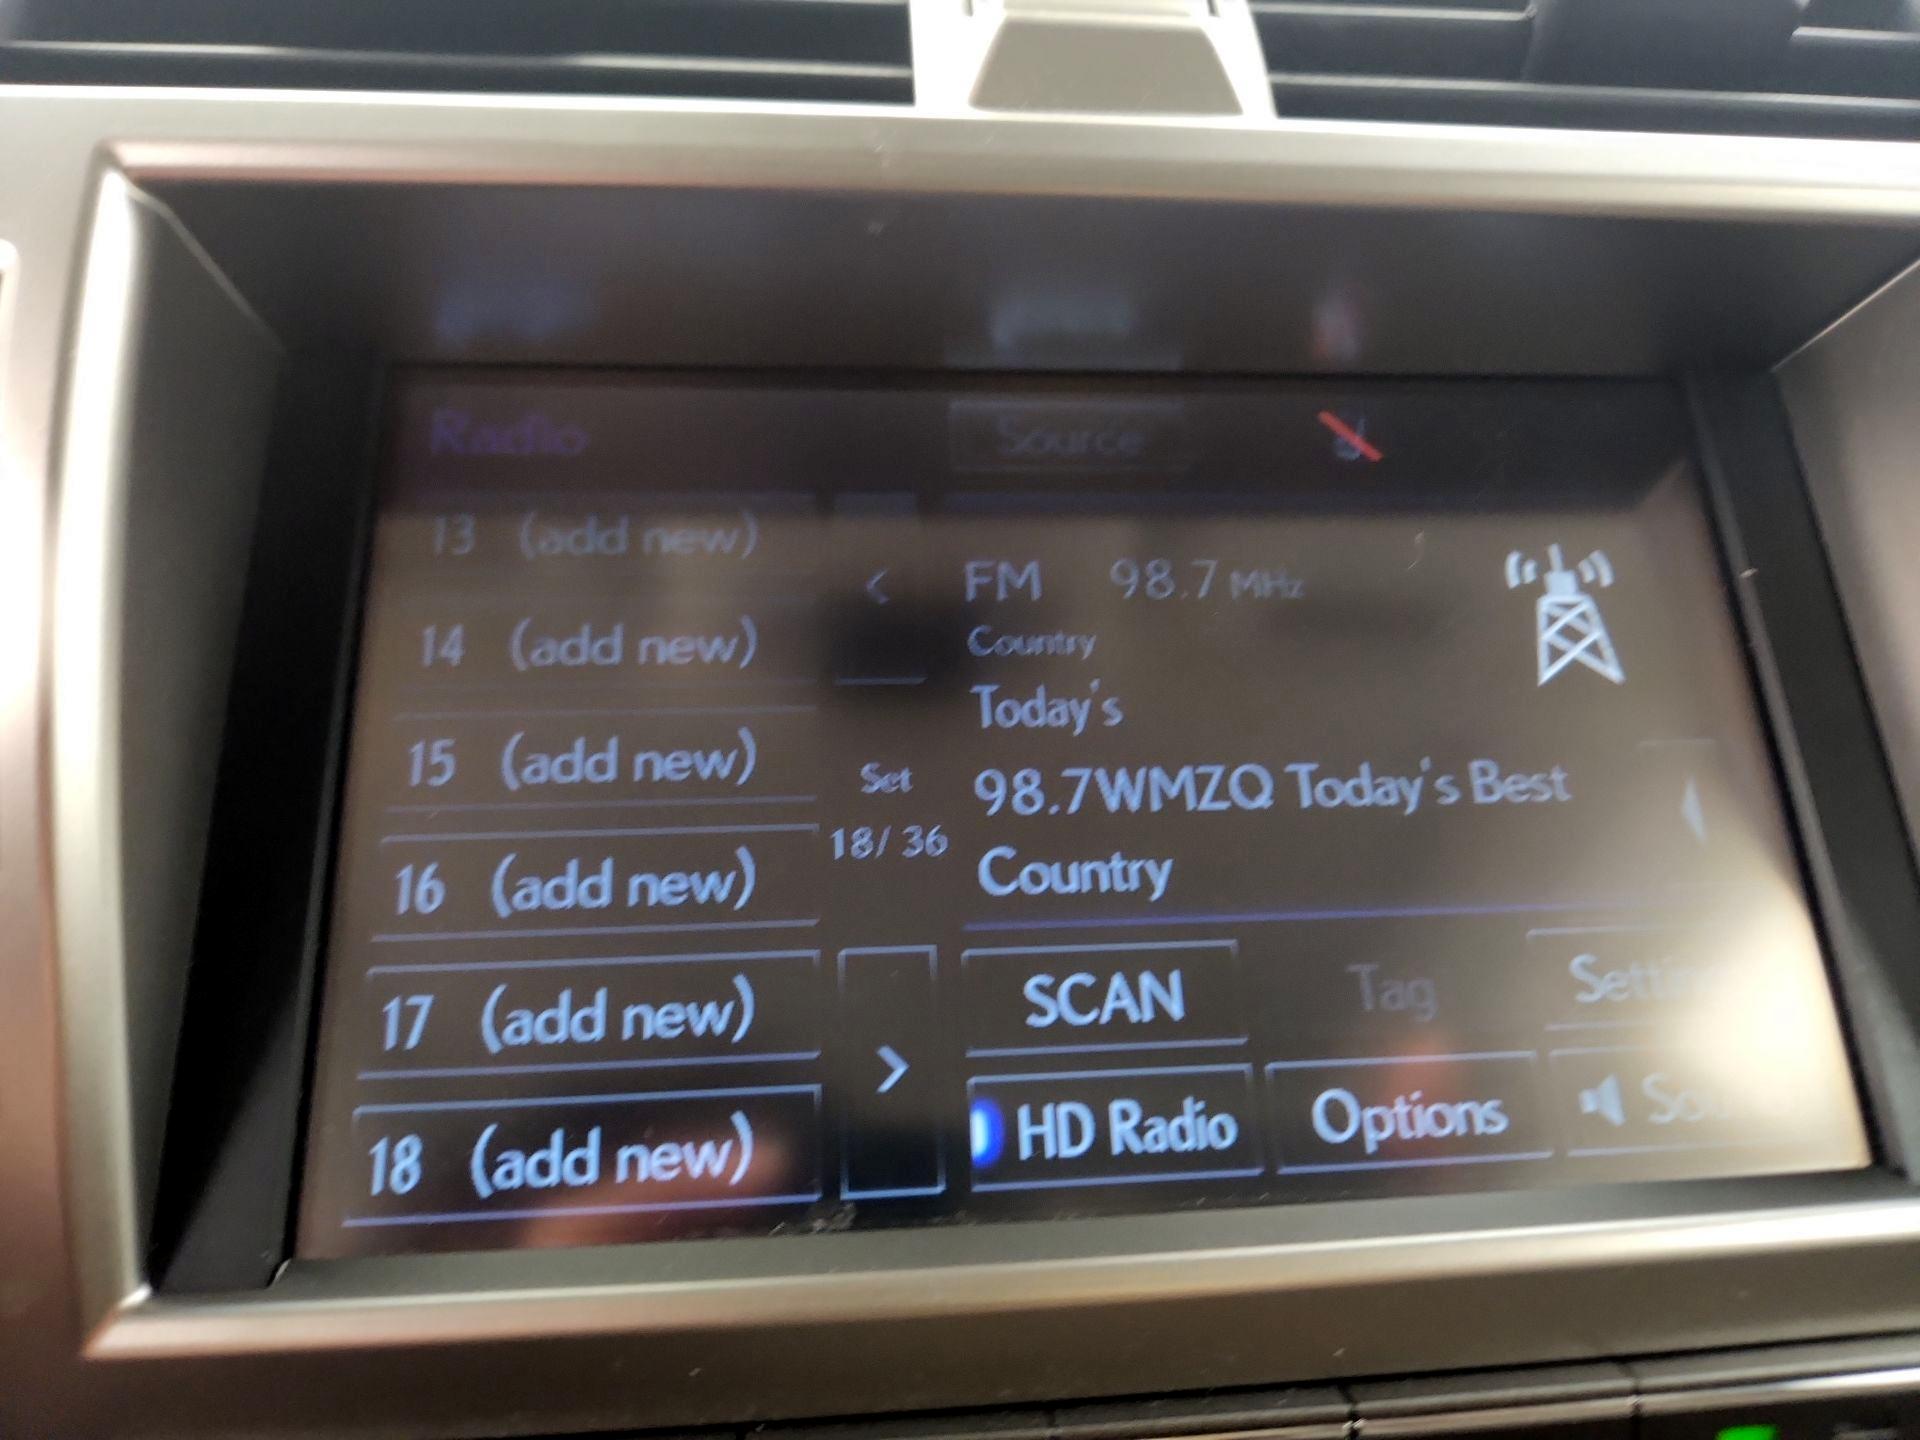 Radio
Source
13 (add new)
14 (add new)
15 (add new)
16 (add new)
17 (add new)
18 (add new)
Set
18/ 36
FM 98.7 MHz
Country
Today's
98.7WMZQ Today's Best
Country
SCAN
Tag
HD Radio
Options